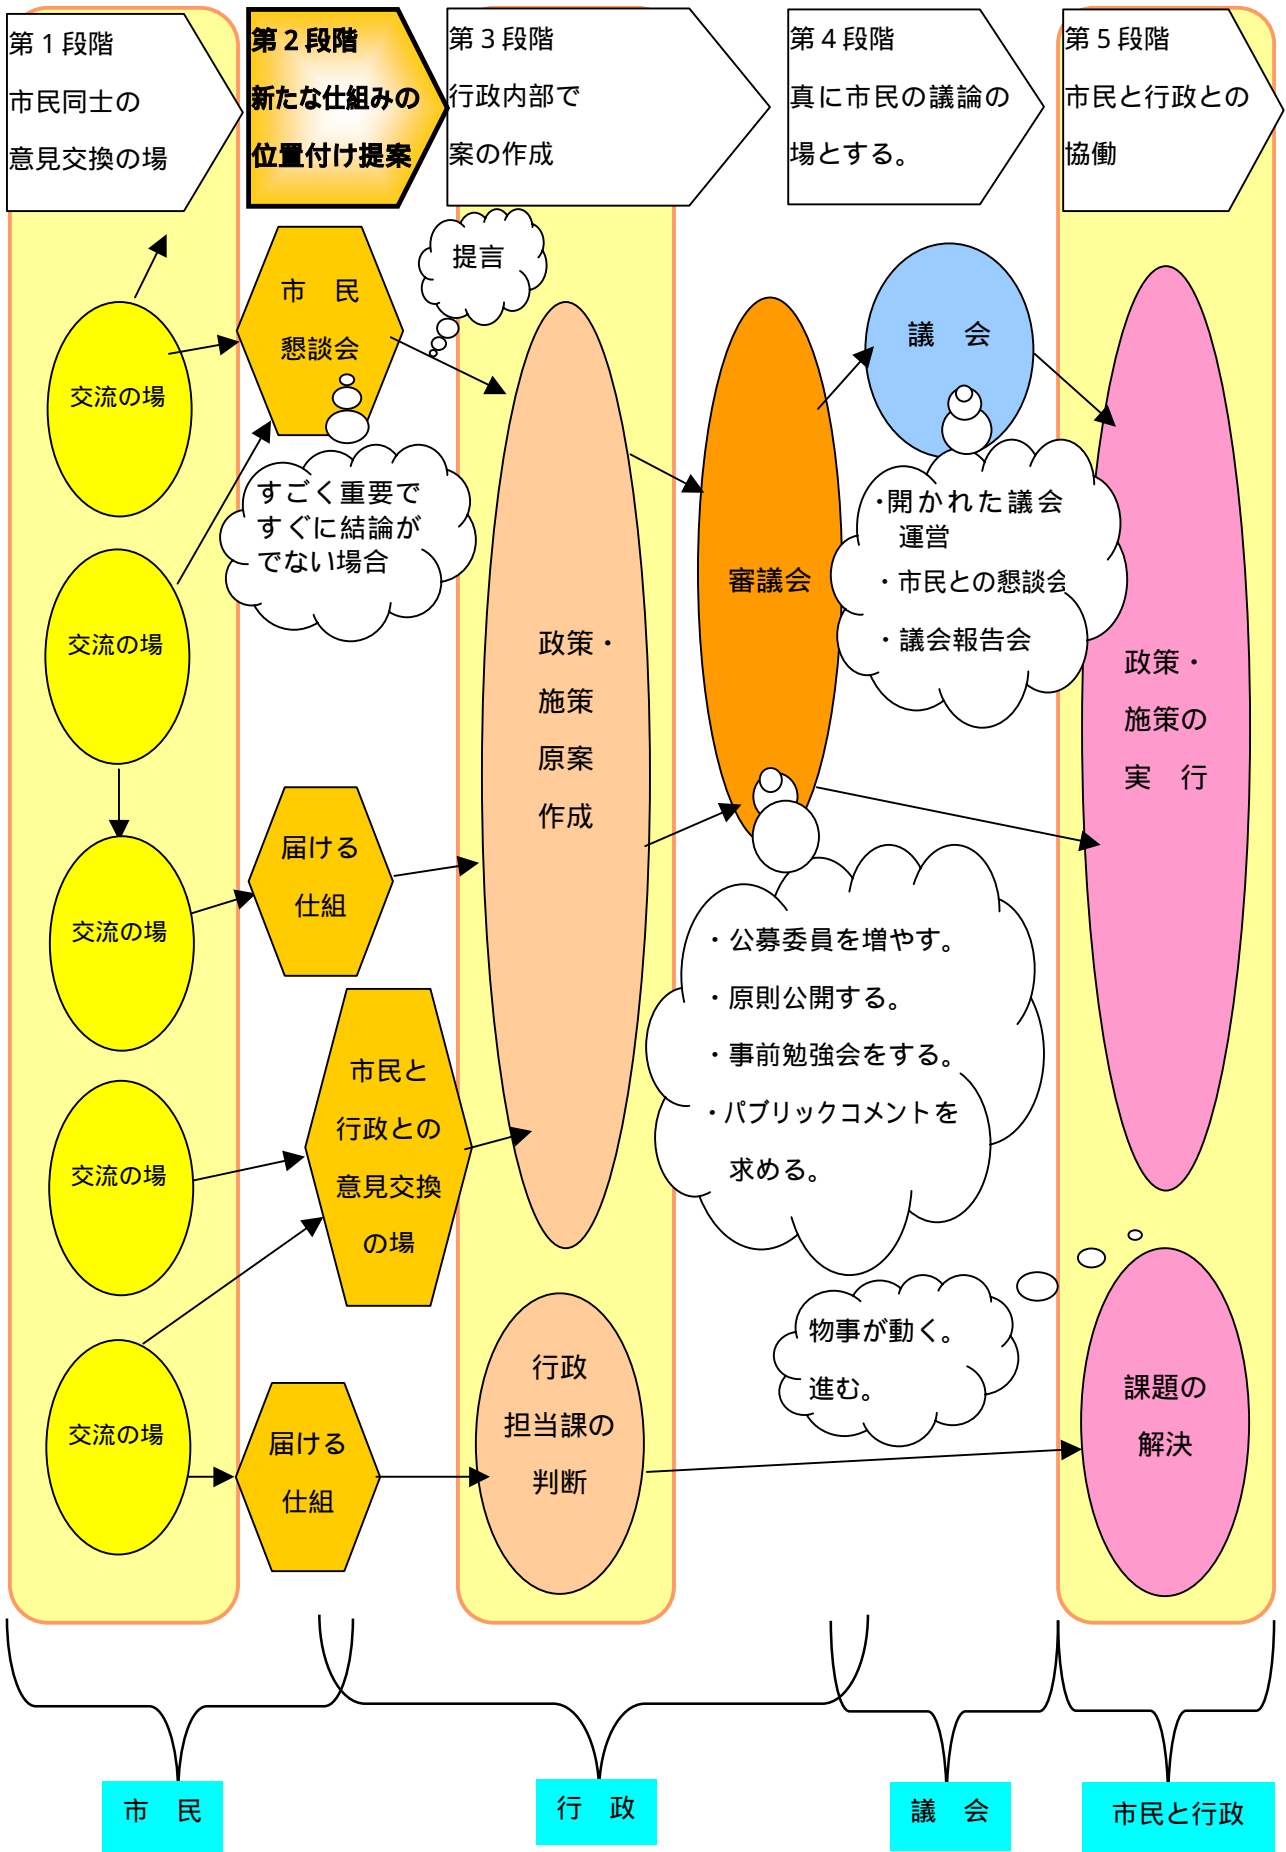 第１段階
市民同士の
意見交換の場
第２段階
新たな仕組みの
位置付け提案
第３段階
行政内部で
案の作成
第４段階
真に市民の議論の
場とする。
第５段階
市民と行政との
協働
交流の場
交流の場
交流の場
交流の場
交流の場
市　民
懇談会
提言
すごく重要で
すぐに結論が
でない場合
届ける
仕組
市民と
行政との
意見交換
の場
届ける
仕組
政策・
施策
原案
作成
行政
担当課の
判断
審議会
・公募委員を増やす。
・原則公開する。
・事前勉強会をする。
・パブリックコメントを
求める。
議　会
・開かれた議会
運営
・市民との懇談会
・議会報告会
物事が動く。
進む。
政策・
施策の
実　行
課題の
解決
市　民
行　政
議　会
市民と行政